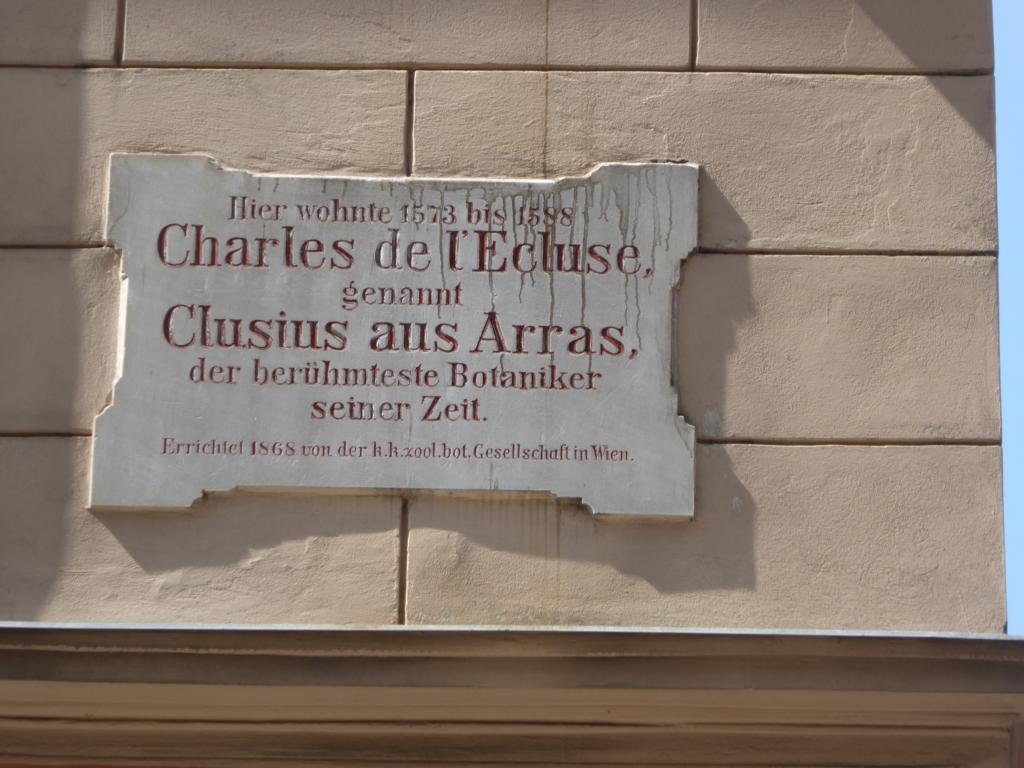 Hier wohnte 1573 bis 1588
Charles de l'Ecluse,
genannt
Clusius aus Arras,
der berühmteste Botaniker
seiner Zeit.
Errichtet 1868 von der k.k.zool.bot.Gesellschaft in Wien.